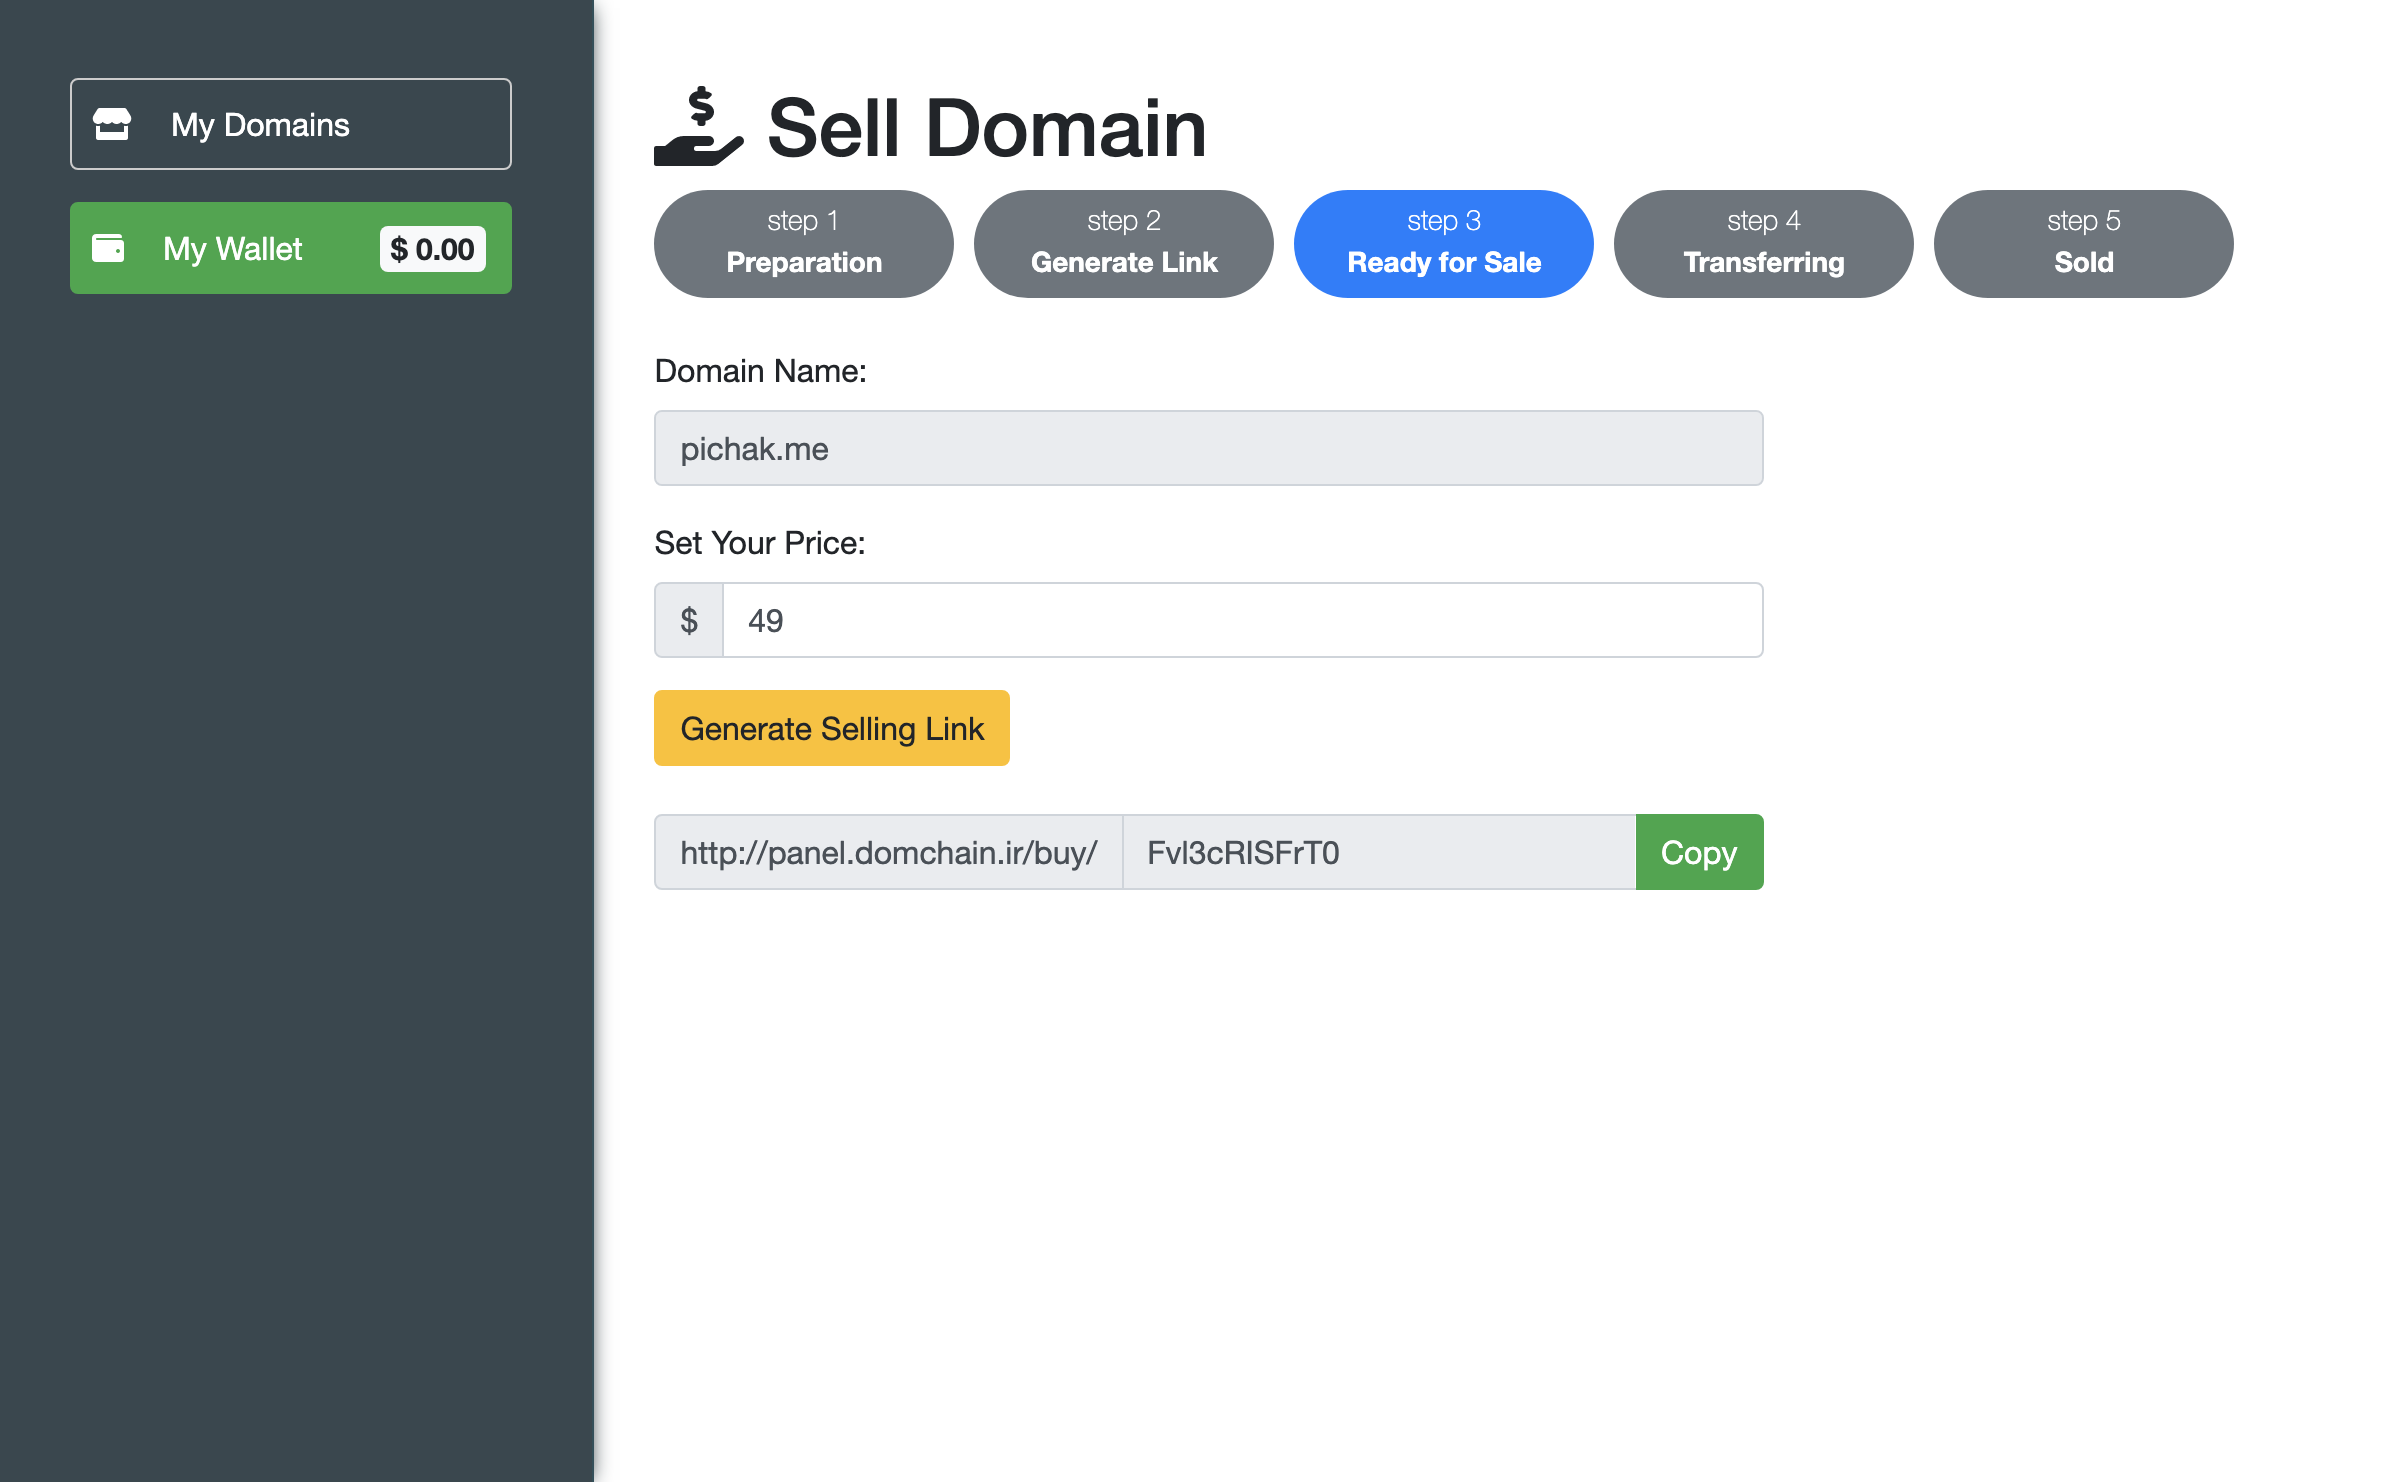 My Domains
My Wallet $ 0.00
Sell Domain
step 1
Preparation
step 2
Generate Link
step 3
Ready for Sale
step 4
Transferring
step 5
Sold
Domain Name:
pichak.me
Set Your Price:
$ 49
Generate Selling Link
http://panel.domchain.ir/buy/ Fvl3cRlSFrT0 Copy